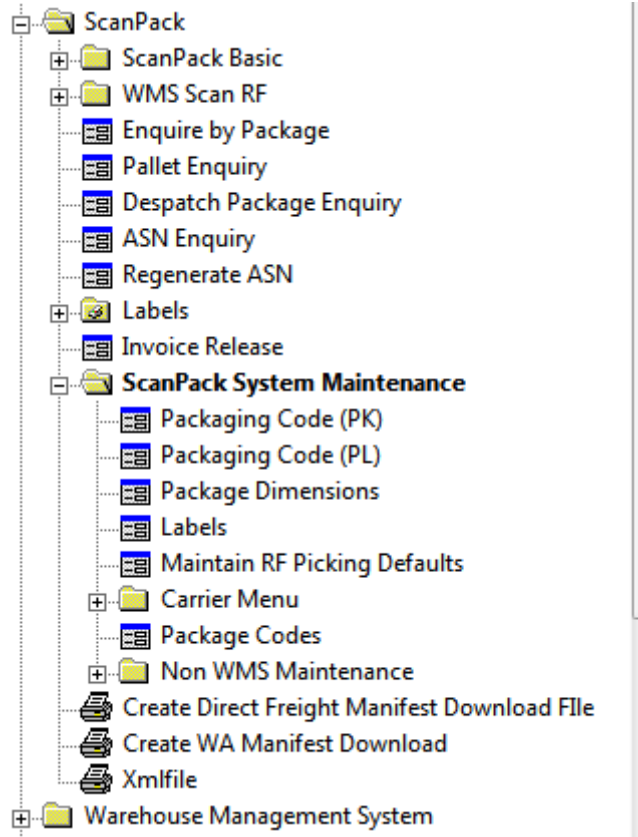 ScanPack
ScanPack Basic
WMS Scan RF
Enquire by Package
Pallet Enquiry
Despatch Package Enquiry
ASN Enquiry
Regenerate ASN
Labels
Invoice Release
ScanPack System Maintenance
Packaging Code (PK)
Packaging Code (PL)
Package Dimensions
Labels
Maintain RF Picking Defaults
Carrier Menu
Package Codes
Non WMS Maintenance
Create Direct Freight Manifest Download FIle
Create WA Manifest Download
Xmlfile
Warehouse Management System